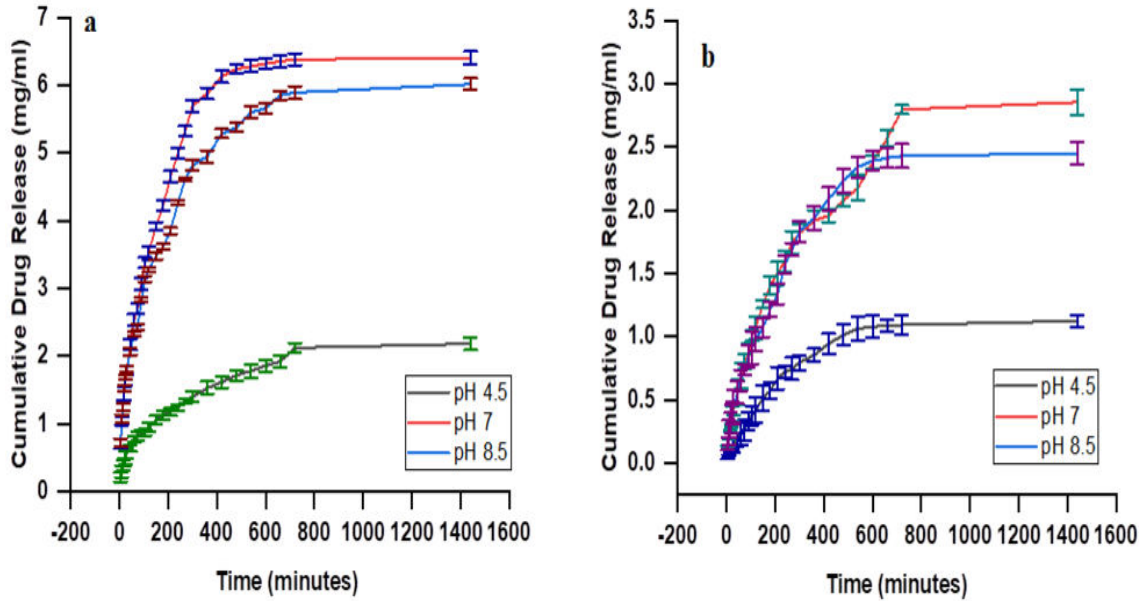 a
Cumulative Drug Release (mg/ml)
7
6
5
4
3
2
1
0
pH 4.5
pH 7
pH 8.5
-200 0 200 400 600 800 1000 1200 1400 1600
Time (minutes)
b
Cumulative Drug Release (mg/ml)
3.5
3.0
2.5
2.0
1.5
1.0
0.5
0.0
pH 4.5
pH 7
pH 8.5
-200 0 200 400 600 800 1000 1200 1400 1600
Time (minutes)